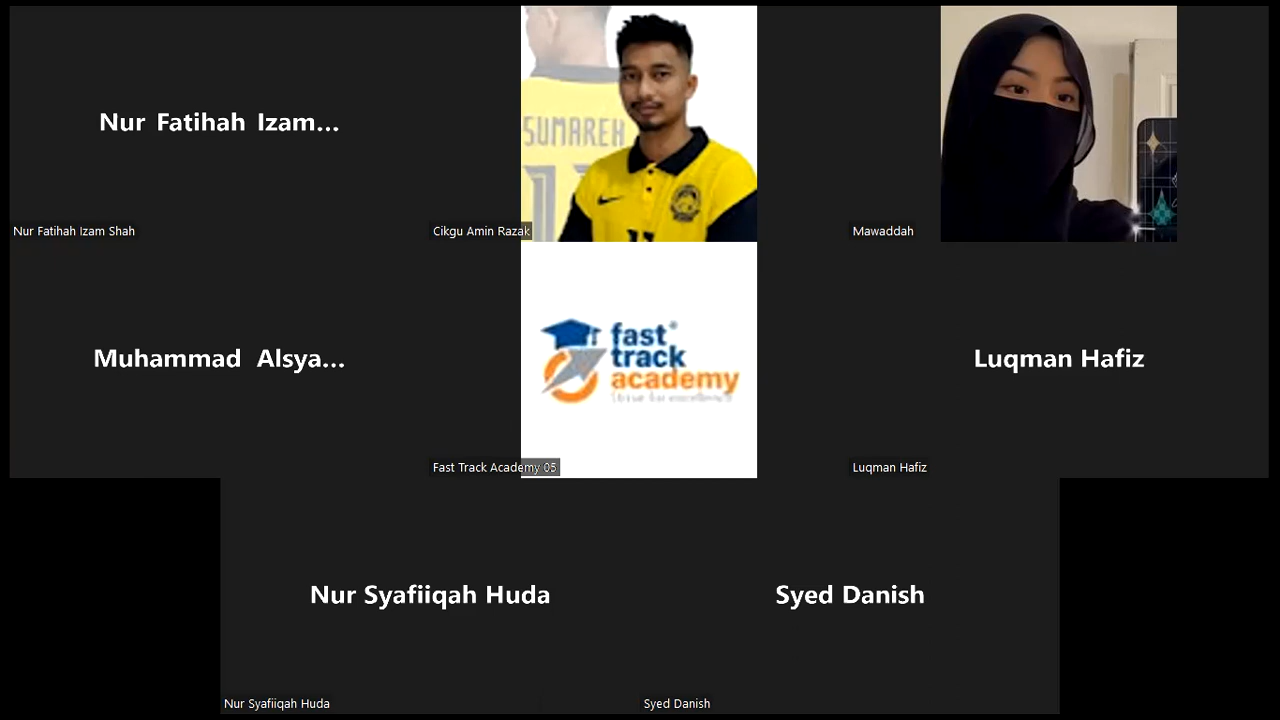 Nur Fatihah Izam...
Nur Fatihah Izam Shah
SUMAREH
Cikgu Amin Razak
Mawaddah
Muhammad Alsya...
fast
track
academy
Fast Track Academy 05
Luqman Hafiz
Luqman Hafiz
Nur Syafiiqah Huda
Nur Syafiiqah Huda
Syed Danish
Syed Danish